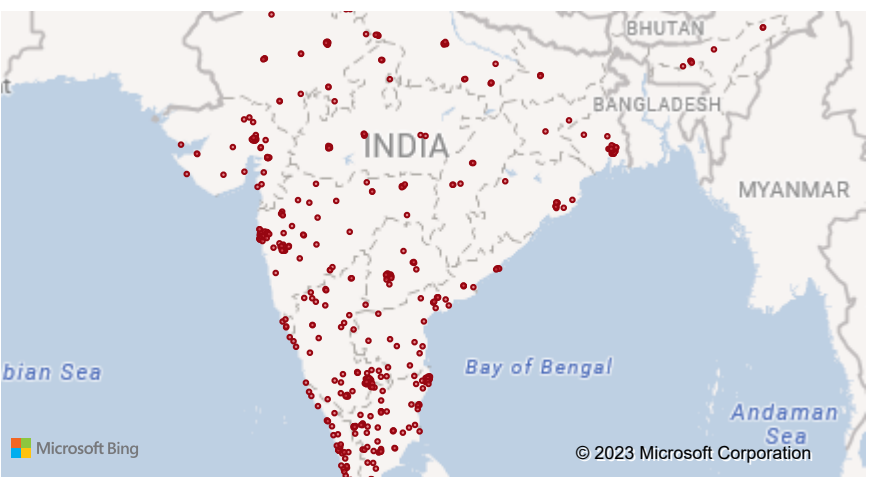 BHUTAN
t
BANGLADESH
INDIA
MYANMAR
bian Sea
Bay of Bengal
Andaman
Sea
Microsoft Bing
© 2023 Microsoft Corporation